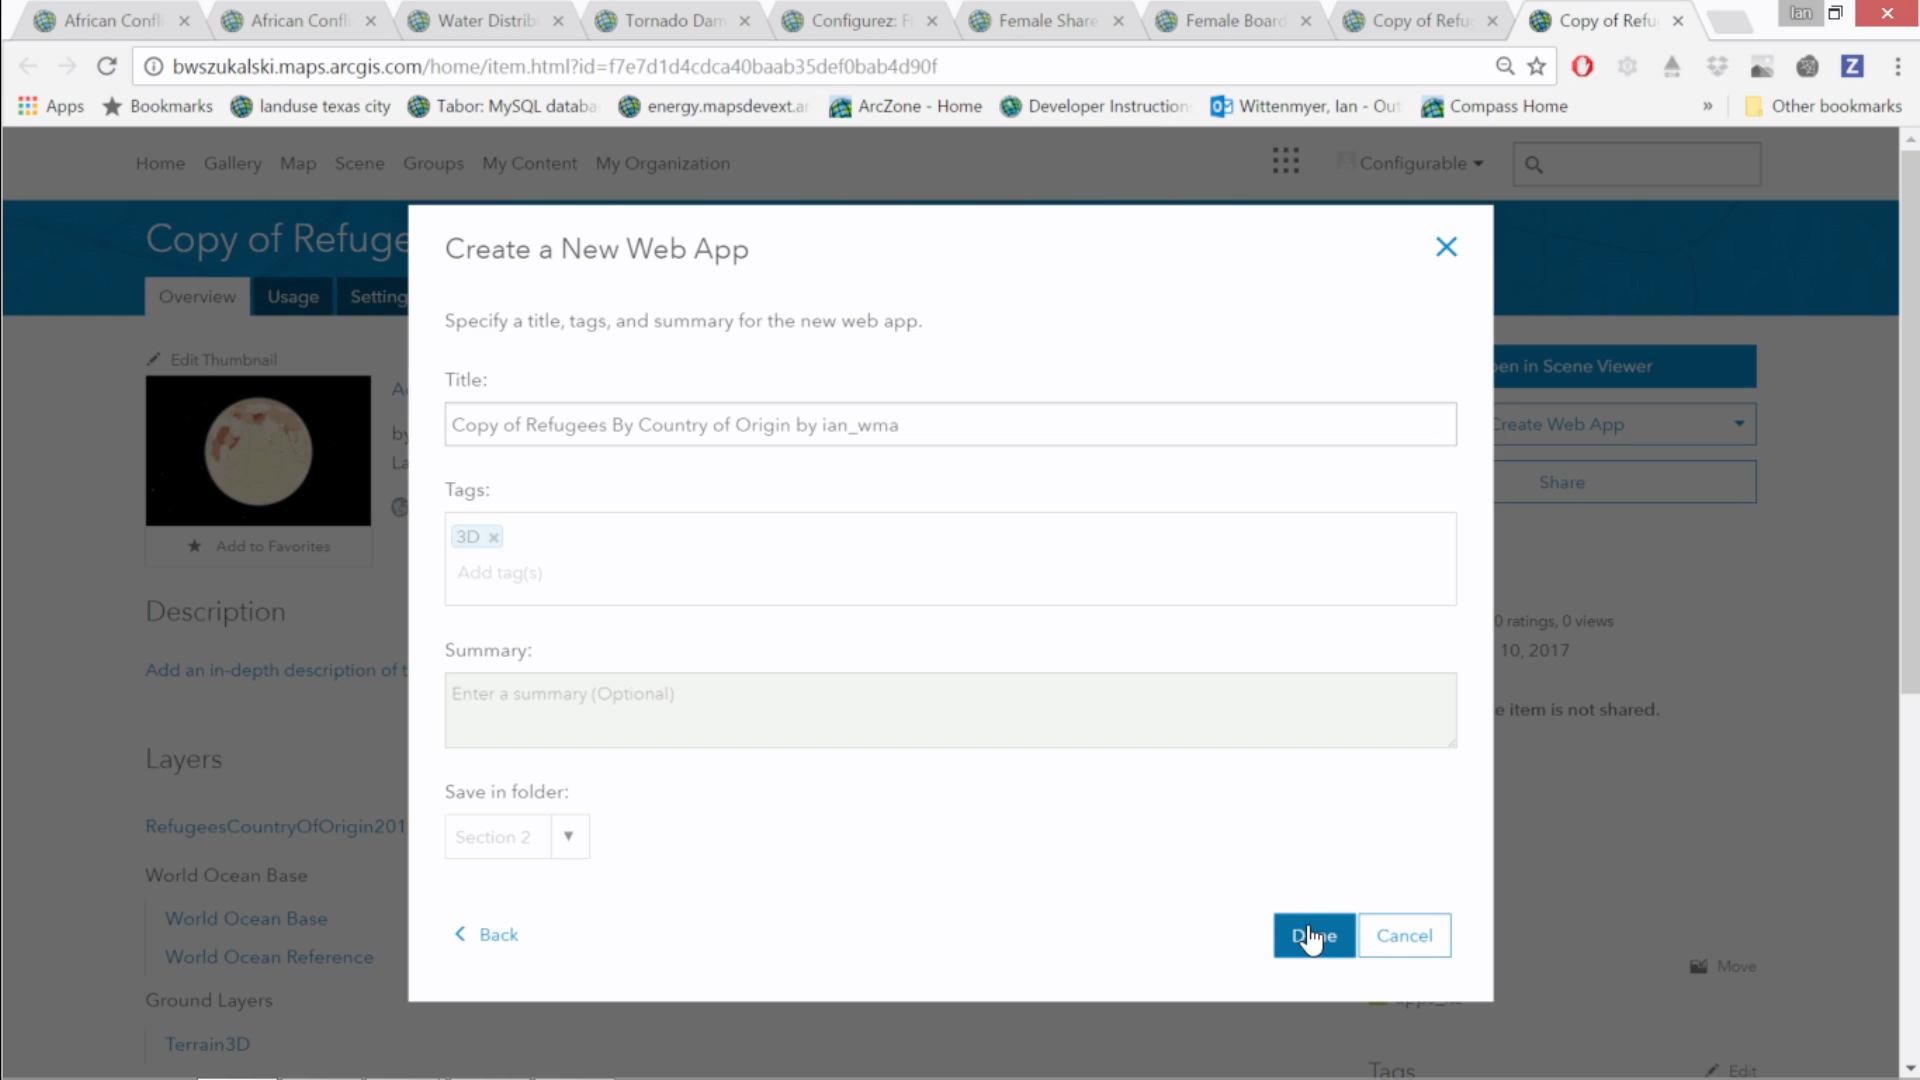 African Confl
African Confl
Water Distrib
Tornado Dam
Configurez: F
Female Share
Female Board
Copy of Refu
Copy of Refu
Ian
bwszukalski.maps.arcgis.com/home/item.html?id=f7e7d1d4cdca40baab35def0bab4d90f
Apps
Bookmarks
landuse texas city
Tabor: MySQL databa
energy.mapsdevext.ar
ArcZone - Home
Developer Instruction
Wittenmyer, Ian - Out
Compass Home
»
Other bookmarks
Home Gallery Map Scene Groups My Content My Organization
Configurable
Copy of Refuge
Overview
Usage
Setting
Create a New Web App
Specify a title, tags, and summary for the new web app.
Title:
Copy of Refugees By Country of Origin by ian_wma
Tags:
3D
Add tag(s)
Summary:
Enter a summary (Optional)
Save in folder:
Section 2
Back
Cancel
Edit Thumbnail
by
La
Add to Favorites
Description
Add an in-depth description of t
Layers
RefugeesCountryOfOrigin201
World Ocean Base
World Ocean Base
World Ocean Reference
Ground Layers
Terrain3D
en in Scene Viewer
Create Web App
Share
0 ratings, 0 views
10, 2017
e item is not shared.
Move
Tags
Edit